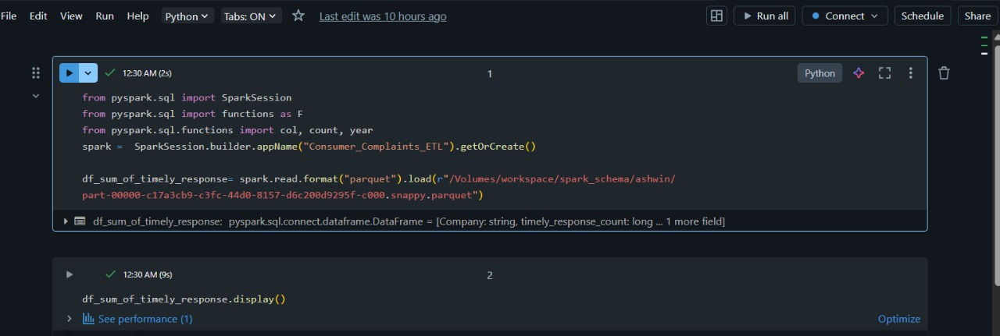 File Edit View Run Help Python Tabs: ON Last edit was 10 hours ago Run all Connect Schedule Share
12:30 AM (2s) 1 Python
from pyspark.sql import SparkSession
from pyspark.sql import functions as F
from pyspark.sql.functions import col, count, year
spark =  SparkSession.builder.appName("Consumer_Complaints_ETL").getOrCreate()
df_sum_of_timely_response= spark.read.format("parquet").load(r"/Volumes/workspace/spark_schema/ashwin/
part-00000-c17a3cb9-c3fc-44d0-8157-d6c200d9295f-c000.snappy.parquet")
df_sum_of_timely_response: pyspark.sql.connect.dataframe.DataFrame = [Company: string, timely_response_count: long ... 1 more field]
12:30 AM (9s) 2
df_sum_of_timely_response.display()
See performance (1) Optimize